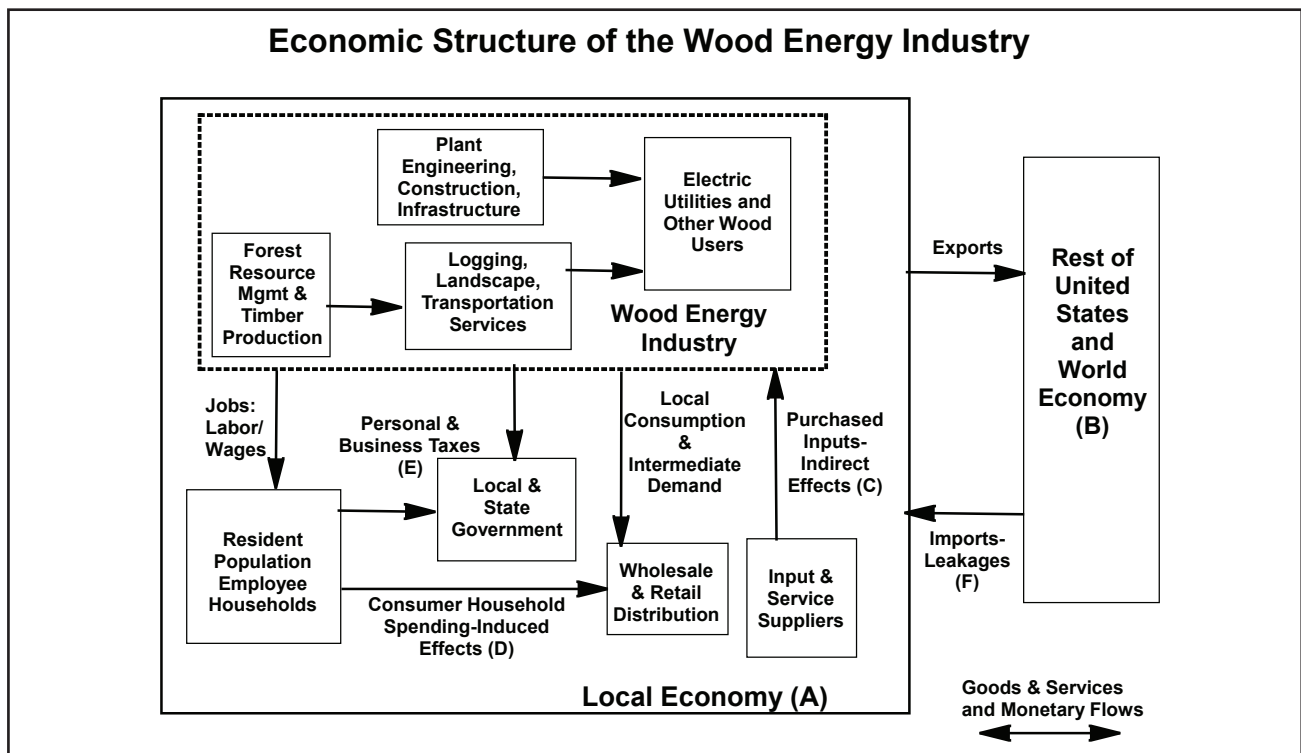 Economic Structure of the Wood Energy Industry
Plant
Engineering,
Construction,
Infrastructure
Electric
Utilities and
Other Wood
Users
Forest
Resource
Mgmt &
Timber
Production
Logging,
Landscape,
Transportation
Services
Wood Energy
Industry
Exports
Rest of
United
States
and
World
Economy
(B)
Jobs:
Labor/
Wages
Personal &
Business Taxes
(E)
Local
Consumption
&
Intermediate
Demand
Purchased
Inputs-
Indirect
Effects (C)
Local &
State
Government
Resident
Population
Employee
Households
Wholesale
& Retail
Distribution
Input &
Service
Suppliers
Imports-
Leakages
(F)
Consumer Household
Spending-Induced
Effects (D)
Local Economy (A)
Goods & Services
and Monetary Flows